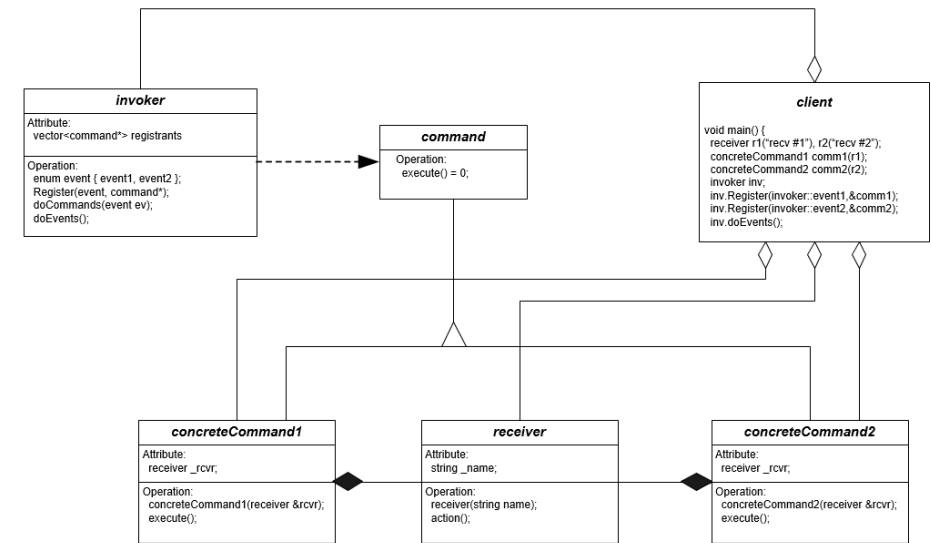 invoker
Attribute:
vector<command*> registrants
Operation:
enum event { event1, event2 };
Register(event, command*);
doCommands(event ev);
doEvents();
command
Operation:
execute() = 0;
client
void main() {
receiver r1("recv #1"), r2("recv #2");
concreteCommand1 comm1(r1);
concreteCommand2 comm2(r2);
invoker inv;
inv.Register(invoker::event1,&comm1);
inv.Register(invoker::event2,&comm2);
inv.doEvents();
concreteCommand1
Attribute:
receiver _rcvr;
Operation:
concreteCommand1(receiver &rcvr);
execute();
receiver
Attribute:
string _name;
Operation:
receiver(string name);
action();
concreteCommand2
Attribute:
receiver _rcvr;
Operation:
concreteCommand2(receiver &rcvr);
execute();